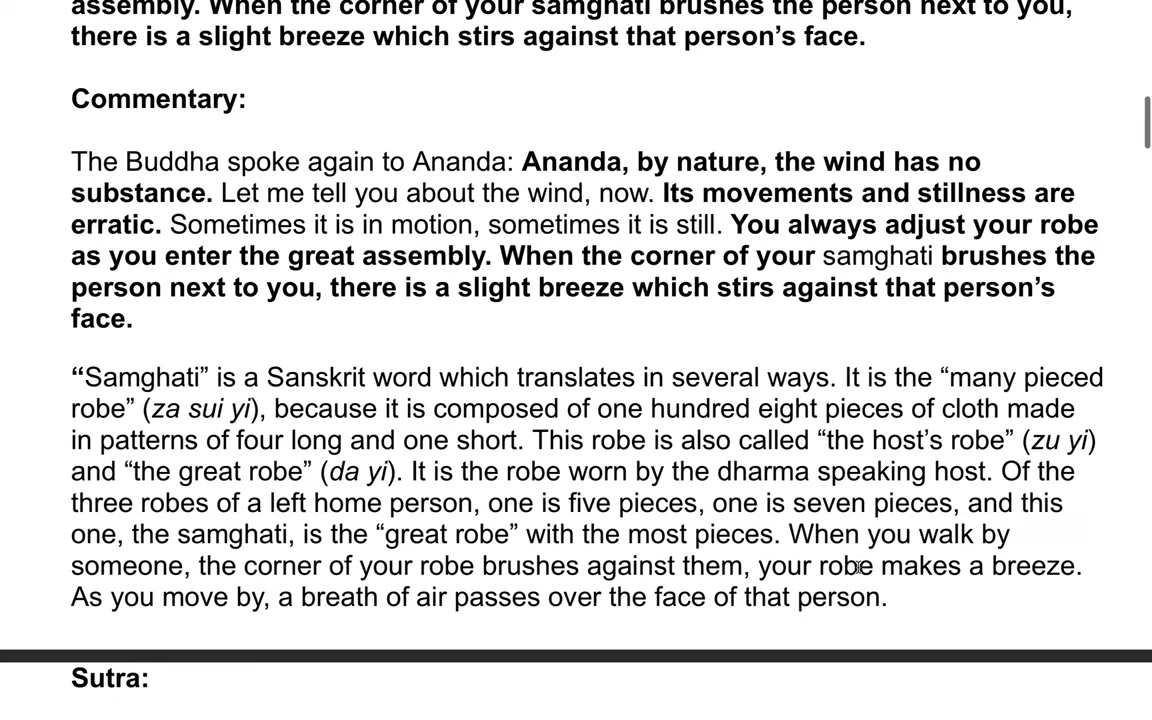 assembly. When the corner of your samghati brushes the person next to you,
there is a slight breeze which stirs against that person’s face.
Commentary:
The Buddha spoke again to Ananda: Ananda, by nature, the wind has no
substance. Let me tell you about the wind, now. Its movements and stillness are
erratic. Sometimes it is in motion, sometimes it is still. You always adjust your robe
as you enter the great assembly. When the corner of your samghati brushes the
person next to you, there is a slight breeze which stirs against that person’s
face.
“Samghati” is a Sanskrit word which translates in several ways. It is the “many pieced
robe” (za sui yi), because it is composed of one hundred eight pieces of cloth made
in patterns of four long and one short. This robe is also called “the host’s robe” (zu yi)
and “the great robe” (da yi). It is the robe worn by the dharma speaking host. Of the
three robes of a left home person, one is five pieces, one is seven pieces, and this
one, the samghati, is the “great robe” with the most pieces. When you walk by
someone, the corner of your robe brushes against them, your robe makes a breeze.
As you move by, a breath of air passes over the face of that person.
Sutra: